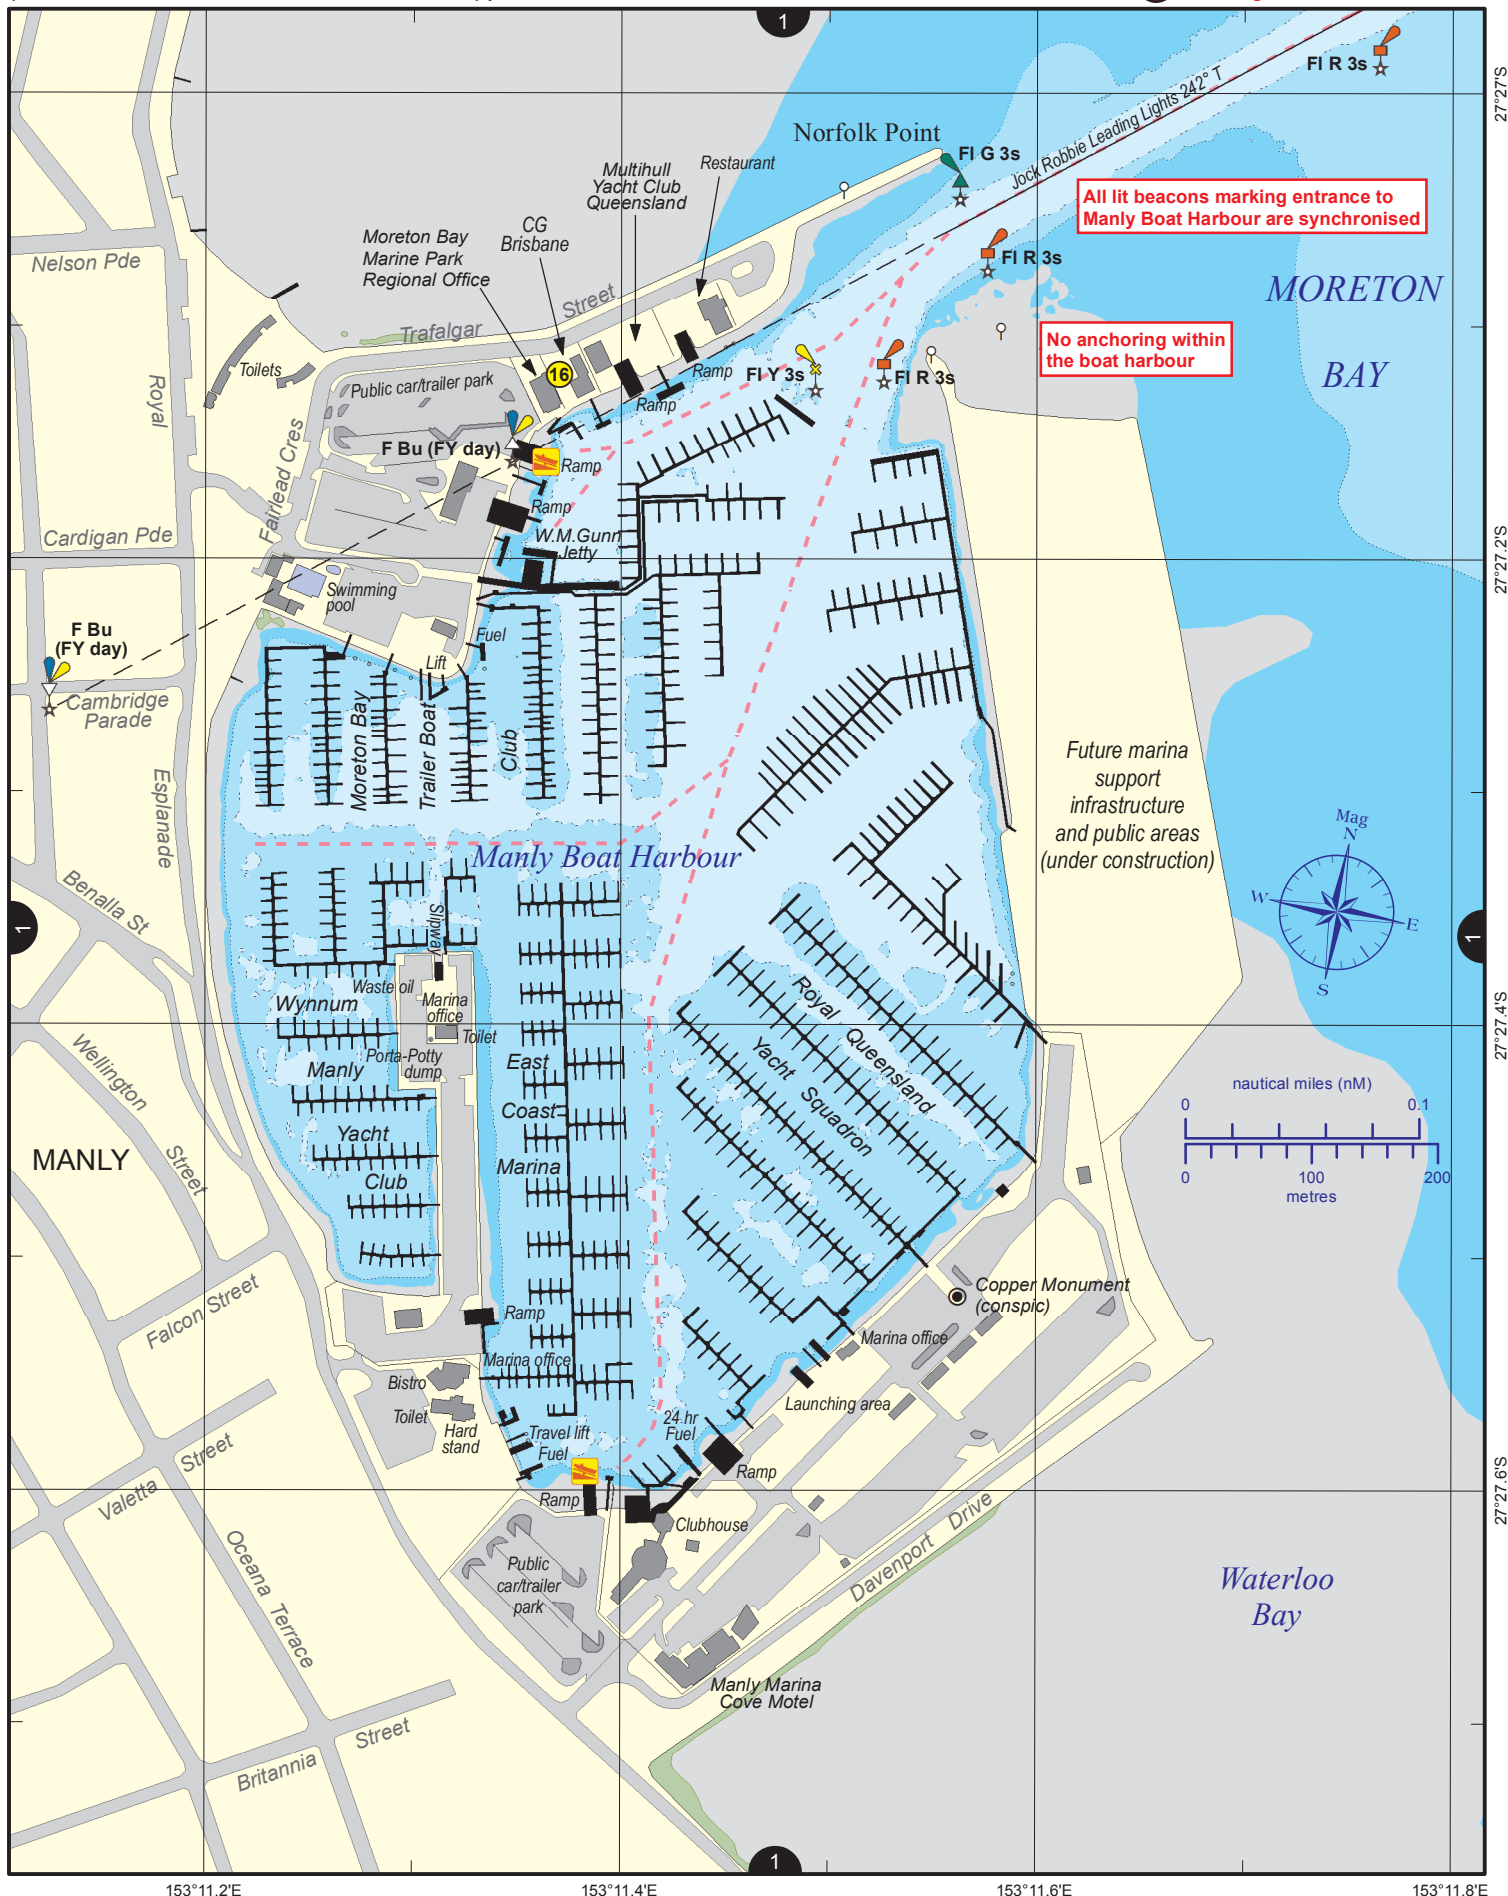 1
Fl R 3s
27°27'S
Jock Robbie Leading Lights 242° T
Norfolk Point
Fl G 3s
Multihull
Yacht Club
Queensland
Restaurant
All lit beacons marking entrance to
Manly Boat Harbour are synchronised
CG
Brisbane
Moreton Bay
Marine Park
Regional Office
Nelson Pde
Fl R 3s
MORETON
BAY
Street
Trafalgar
No anchoring within
the boat harbour
Toilets
Royal
Public car/trailer park
16
Ramp
Ramp
Fl Y 3s
Fl R 3s
F Bu (FY day)
Ramp
Ramp
Fairlead Cres
Cardigan Pde
W.M.Gunn
Jetty
27°27.2'S
Swimming
pool
F Bu
(FY day)
Fuel
Lift
Cambridge
Parade
Moreton Bay
Trailer Boat
Club
Esplanade
Future marina
support
infrastructure
and public areas
(under construction)
Mag
N
W
E
S
Manly Boat Harbour
Benalla St
1
1
Slipway
Waste oil
Marina
office
Toilet
Porta-Potty
dump
Wynnum
Manly
Yacht
Club
East
Coast
Marina
Royal
Queensland
Yacht
Squadron
27°27.4'S
Wellington
Street
nautical miles (nM)
0
0.1
0
100
200
metres
MANLY
Falcon Street
Copper Monument
(conspic)
Ramp
Marina office
Marina office
Bistro
Toilet
Hard
stand
Launching area
Travel lift
Fuel
24 hr
Fuel
Ramp
Ramp
Valetta
Street
27°27.6'S
Clubhouse
Public
car/trailer
park
Davenport
Drive
Oceana
Terrace
Waterloo
Bay
Manly Marina
Cove Motel
Britannia
Street
1
153°11.2'E
153°11.4'E
153°11.6'E
153°11.8'E